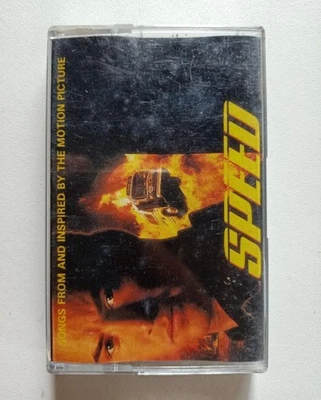 SONGS FROM AND INSPIRED BY THE MOTION PICTURE
SPEED